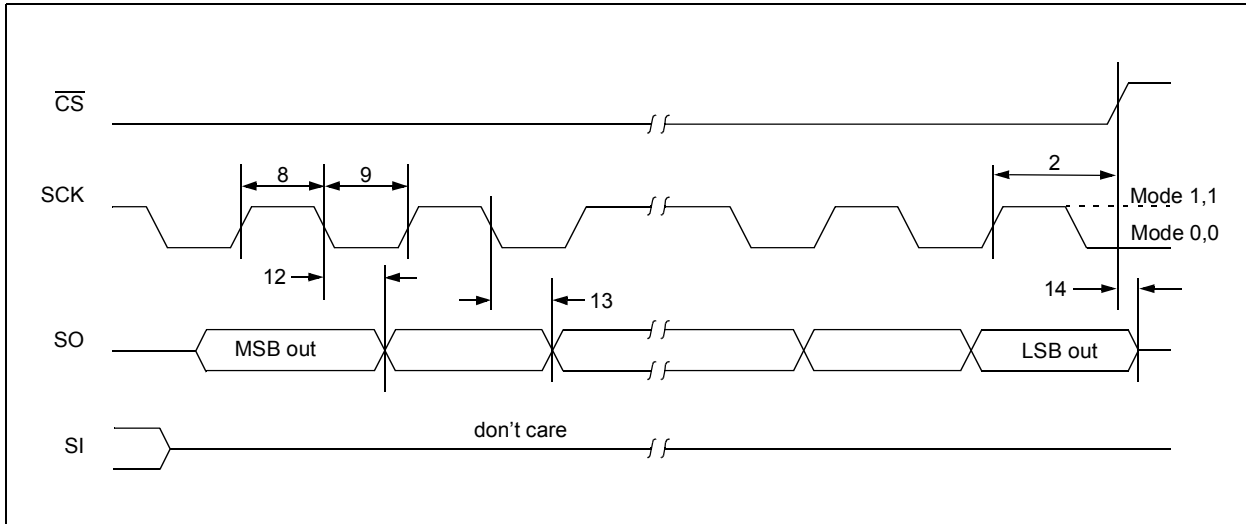 CS
2
8
9
SCK
Mode 1,1
Mode 0,0
12
13
14
SO
MSB out
LSB out
don't care
SI